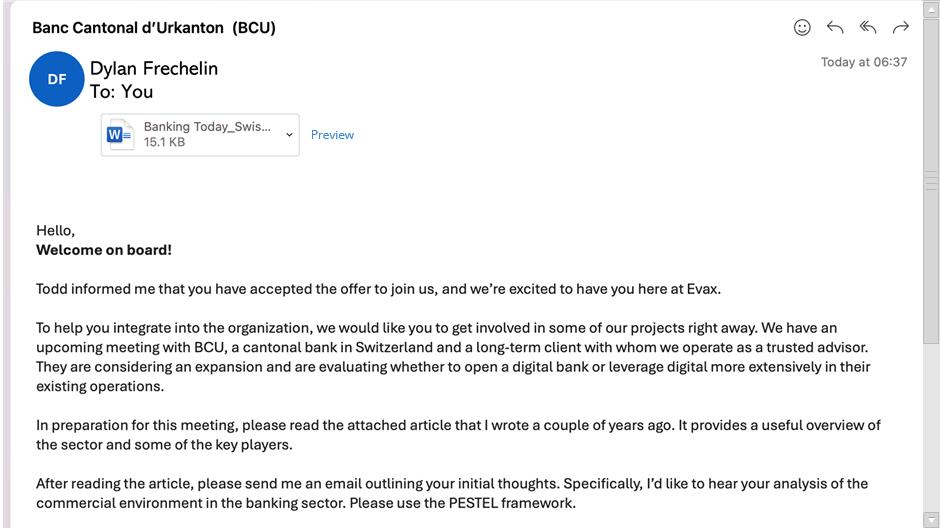 Banc Cantonal d’Urkanton (BCU)
Today at 06:37
DF
Dylan Frechelin
To: You
Banking Today_Swis...
15.1 KB
Preview
Hello,
Welcome on board!
Todd informed me that you have accepted the offer to join us, and we’re excited to have you here at Evax.
To help you integrate into the organization, we would like you to get involved in some of our projects right away. We have an
upcoming meeting with BCU, a cantonal bank in Switzerland and a long-term client with whom we operate as a trusted advisor.
They are considering an expansion and are evaluating whether to open a digital bank or leverage digital more extensively in their
existing operations.
In preparation for this meeting, please read the attached article that I wrote a couple of years ago. It provides a useful overview of
the sector and some of the key players.
After reading the article, please send me an email outlining your initial thoughts. Specifically, I’d like to hear your analysis of the
commercial environment in the banking sector. Please use the PESTEL framework.